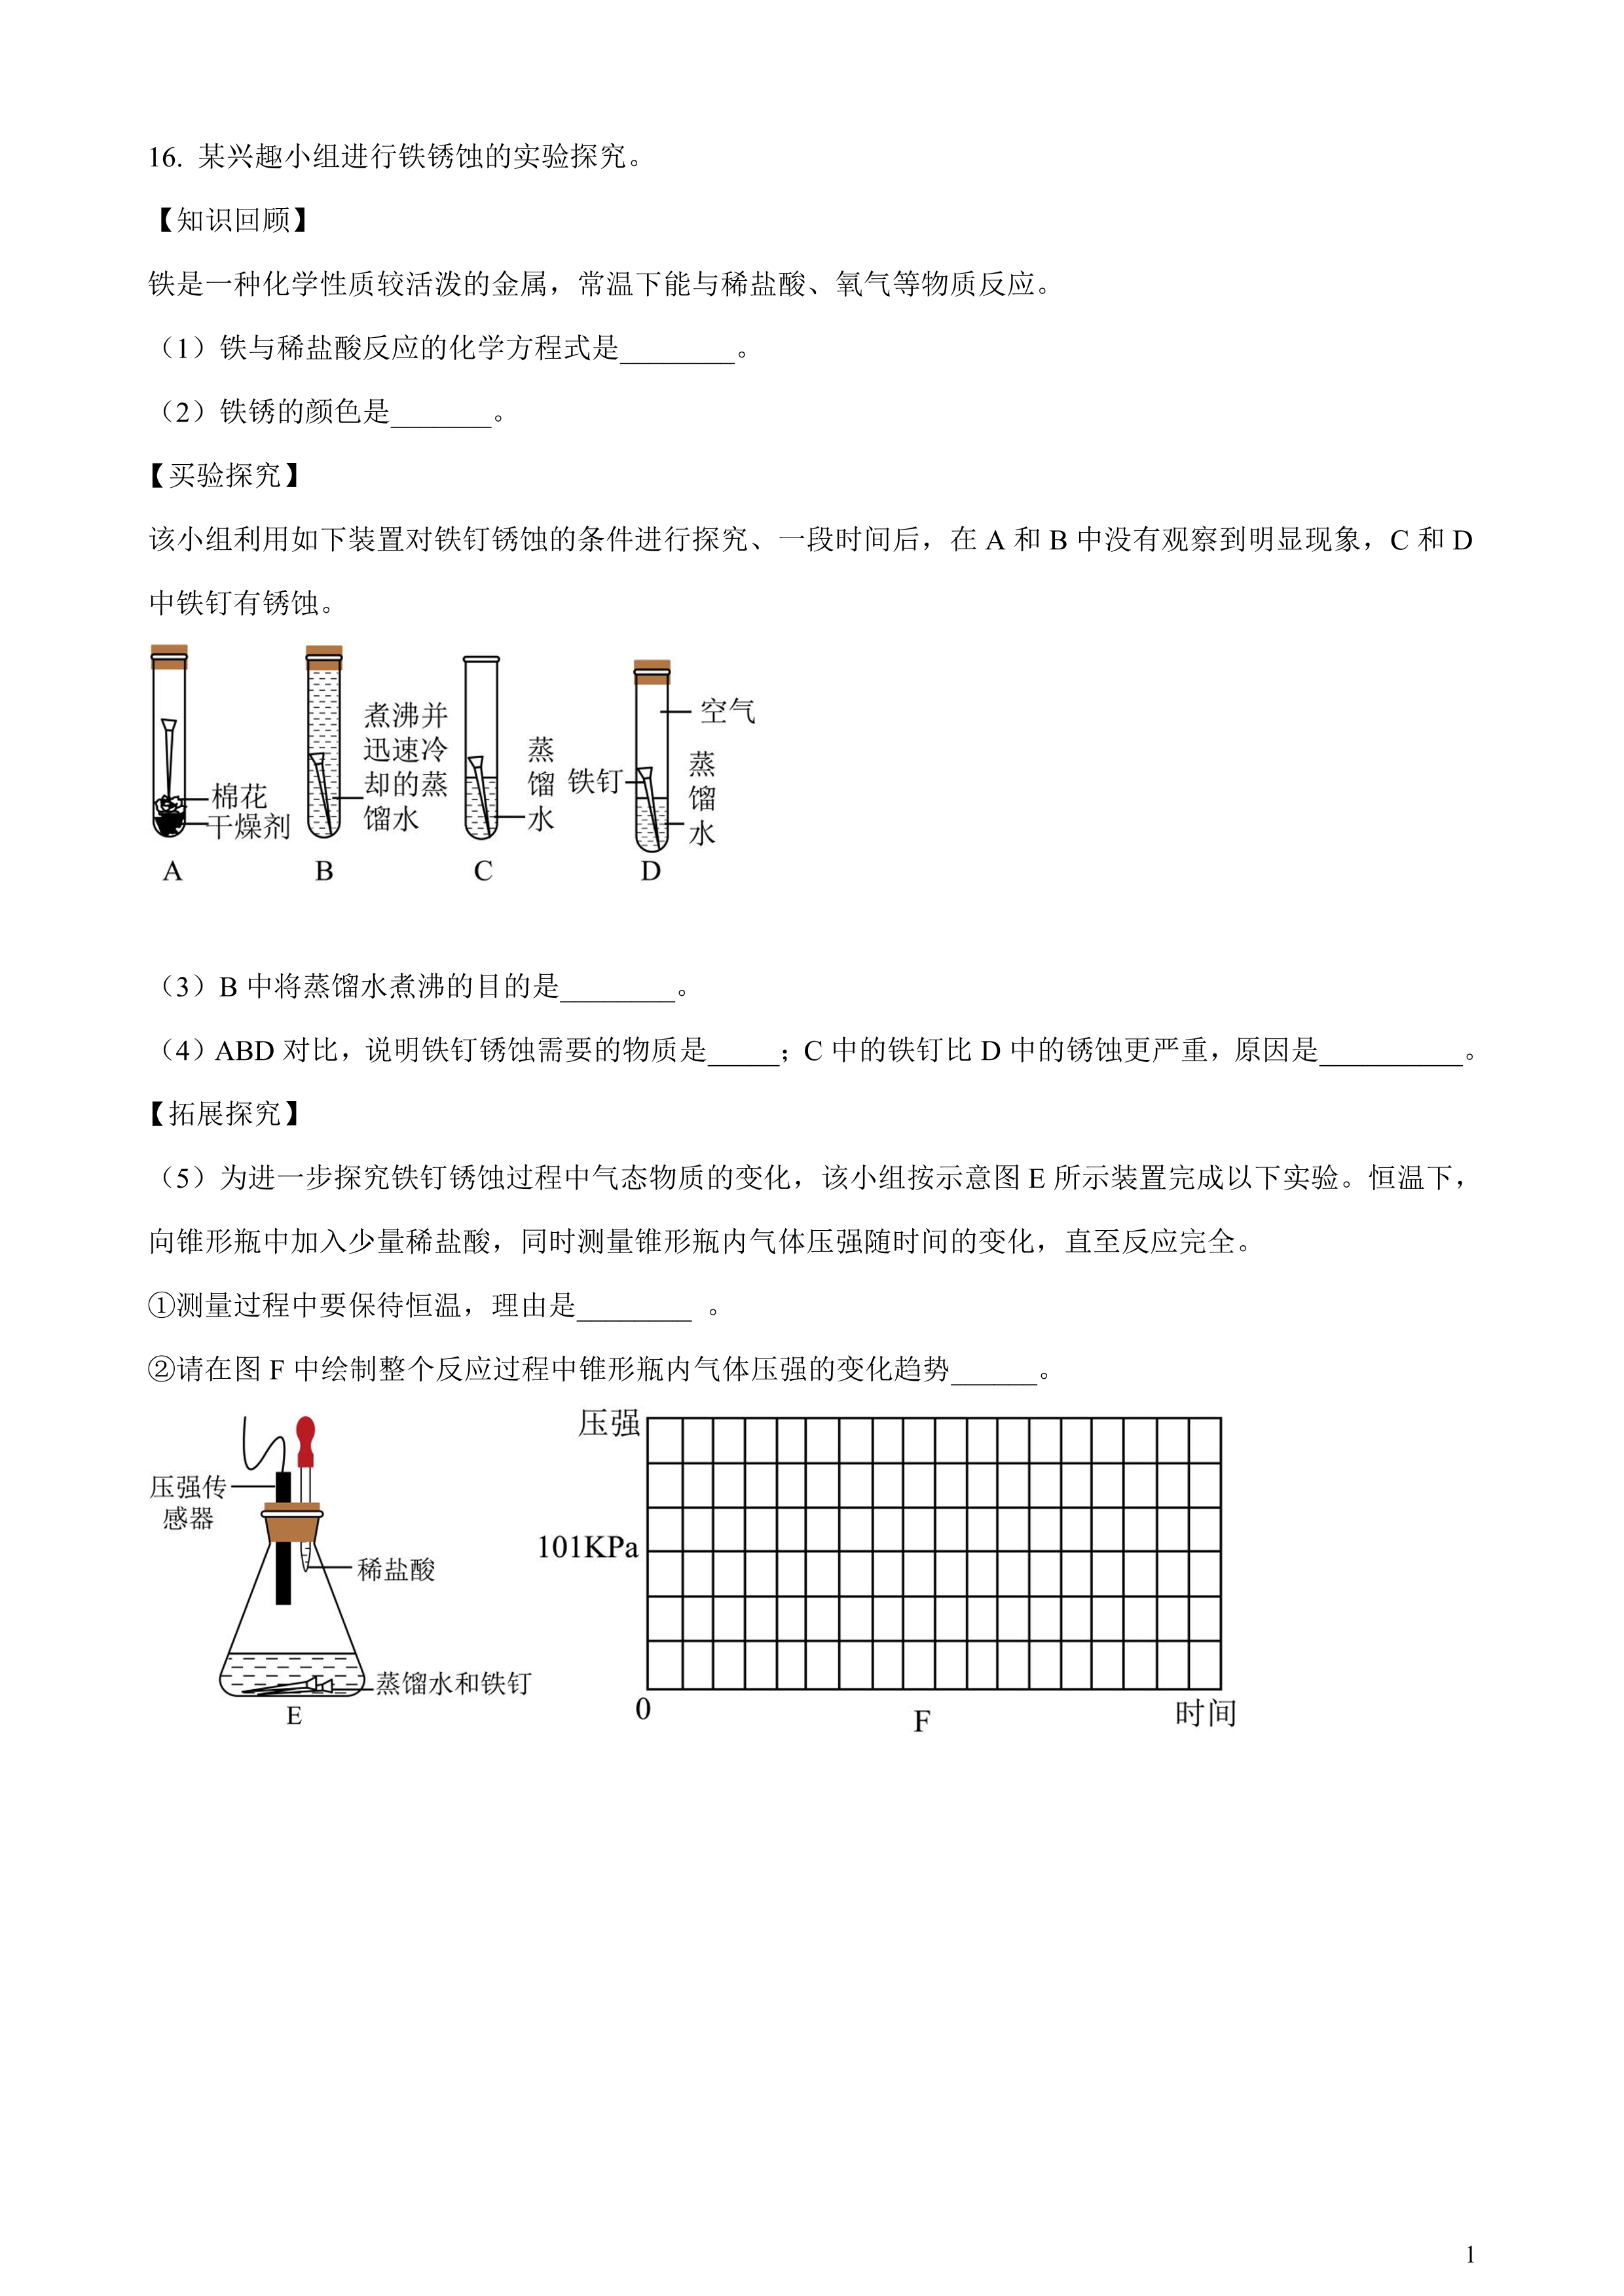 16. 某兴趣小组进行铁锈蚀的实验探究。
【知识回顾】
铁是一种化学性质较活泼的金属，常温下能与稀盐酸、氧气等物质反应。
（1）铁与稀盐酸反应的化学方程式是________。
（2）铁锈的颜色是_______。
【买验探究】
该小组利用如下装置对铁钉锈蚀的条件进行探究、一段时间后，在 A 和 B 中没有观察到明显现象，C 和 D
中铁钉有锈蚀。
棉花
干燥剂
A
煮沸并
迅速冷
却的蒸
馏水
B
蒸
馏
水
C
空气
铁钉
蒸
馏
水
D
（3）B 中将蒸馏水煮沸的目的是________。
（4）ABD 对比，说明铁钉锈蚀需要的物质是_____；C 中的铁钉比 D 中的锈蚀更严重，原因是__________。
【拓展探究】
（5）为进一步探究铁钉锈蚀过程中气态物质的变化，该小组按示意图 E 所示装置完成以下实验。恒温下，
向锥形瓶中加入少量稀盐酸，同时测量锥形瓶内气体压强随时间的变化，直至反应完全。
①测量过程中要保待恒温，理由是________ 。
②请在图 F 中绘制整个反应过程中锥形瓶内气体压强的变化趋势______。
压强传
感器
稀盐酸
蒸馏水和铁钉
E
压强
101KPa
0
F
时间
1